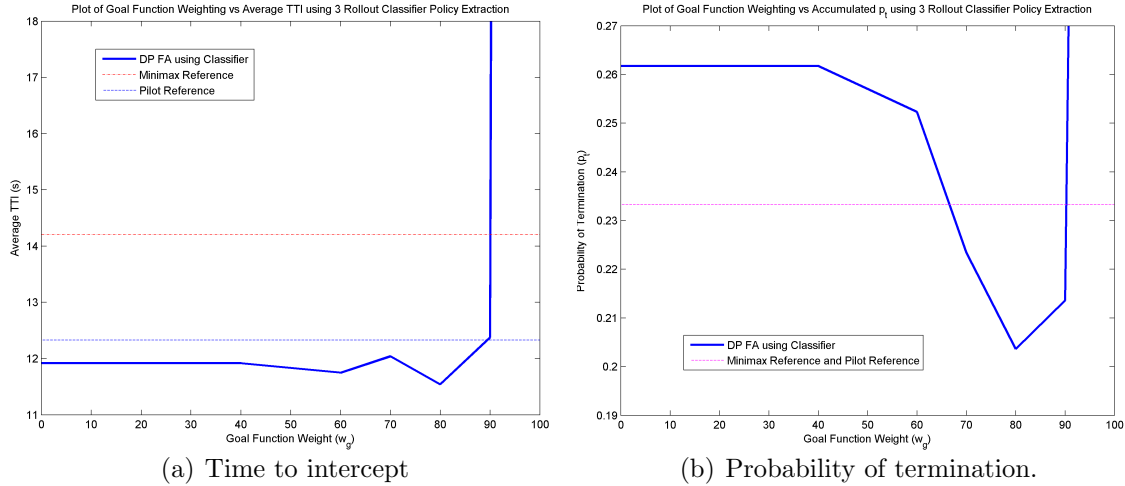 Plot of Goal Function Weighting vs Average TTI using 3 Rollout Classifier Policy Extraction
18
17
16
15
14
13
12
11
Average TTI (s)
DP FA using Classifier
Minimax Reference
Pilot Reference
0 10 20 30 40 50 60 70 80 90 100
Goal Function Weight (w_g)
(a) Time to intercept
Plot of Goal Function Weighting vs Accumulated p_t using 3 Rollout Classifier Policy Extraction
0.27
0.26
0.25
0.24
0.23
0.22
0.21
0.2
0.19
Probability of Termination (p_t)
DP FA using Classifier
Minimax Reference and Pilot Reference
0 10 20 30 40 50 60 70 80 90 100
Goal Function Weight (w_g)
(b) Probability of termination.